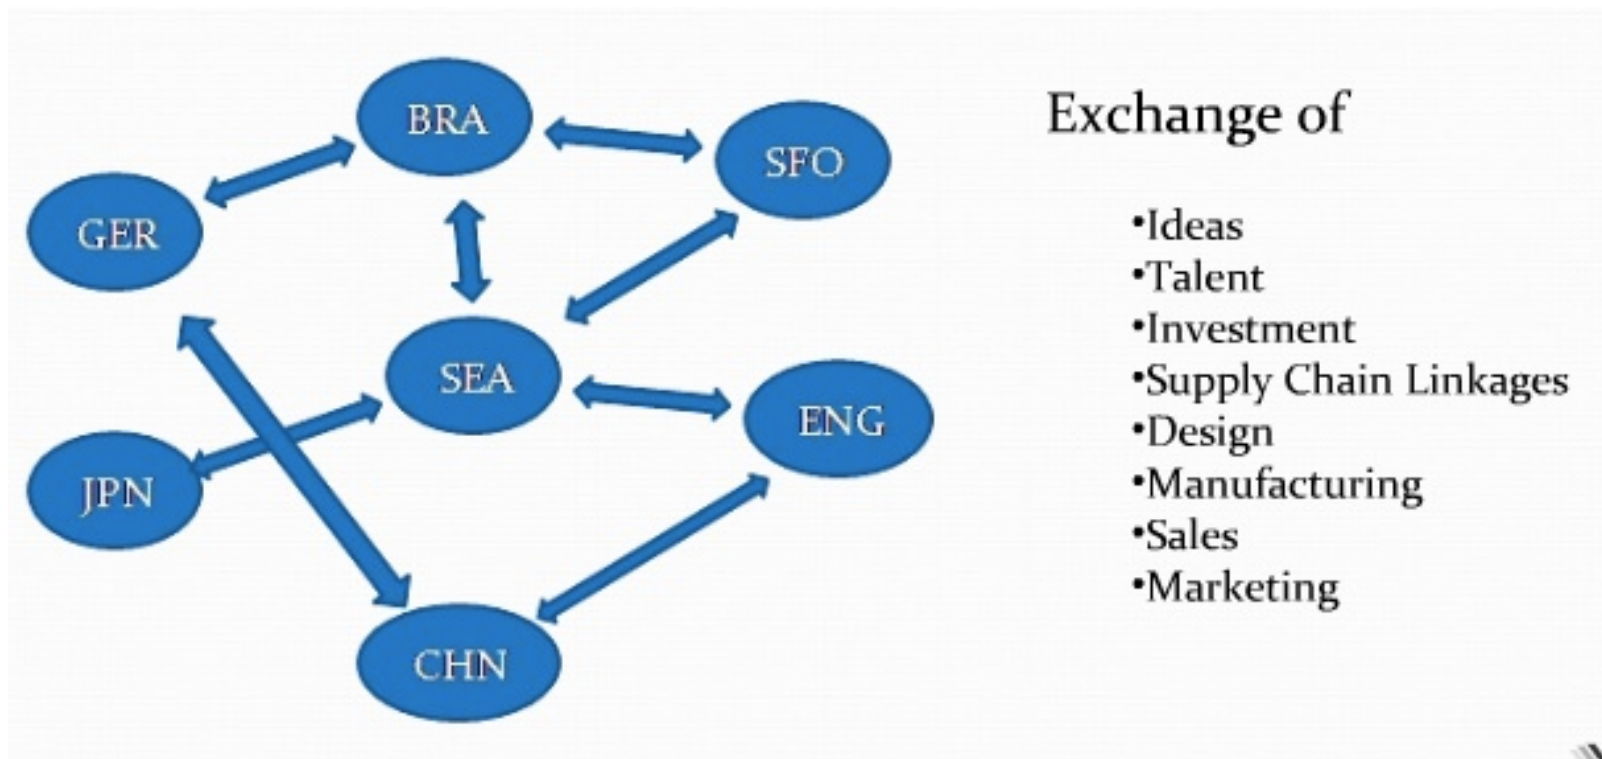 BRA
SFO
GER
SEA
ENG
JPN
CHN
Exchange of
•Ideas
•Talent
•Investment
•Supply Chain Linkages
•Design
•Manufacturing
•Sales
•Marketing